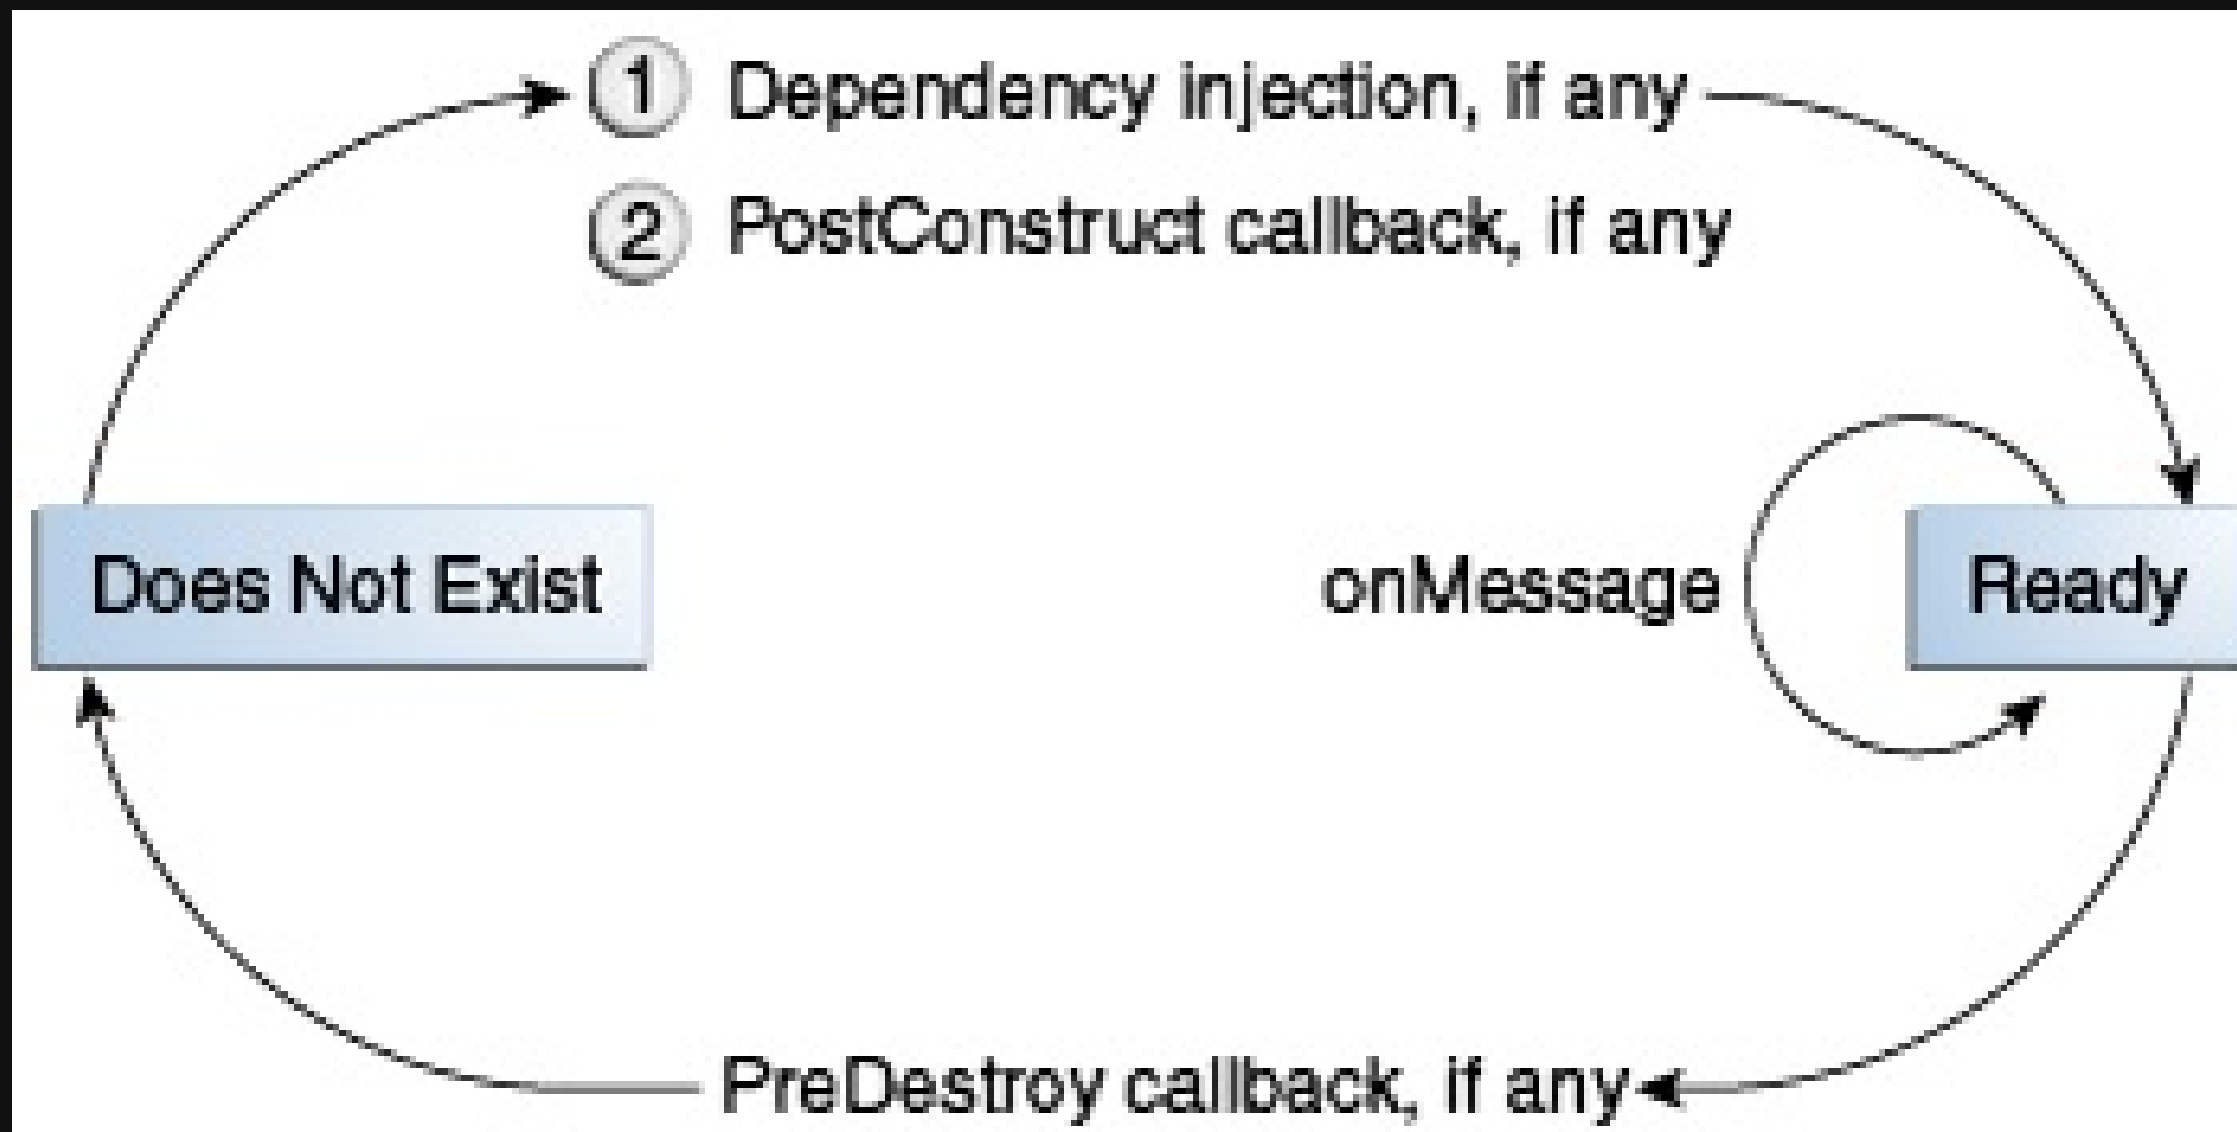 1 Dependency injection, if any
2 PostConstruct callback, if any
Does Not Exist
onMessage
Ready
PreDestroy callback, if any